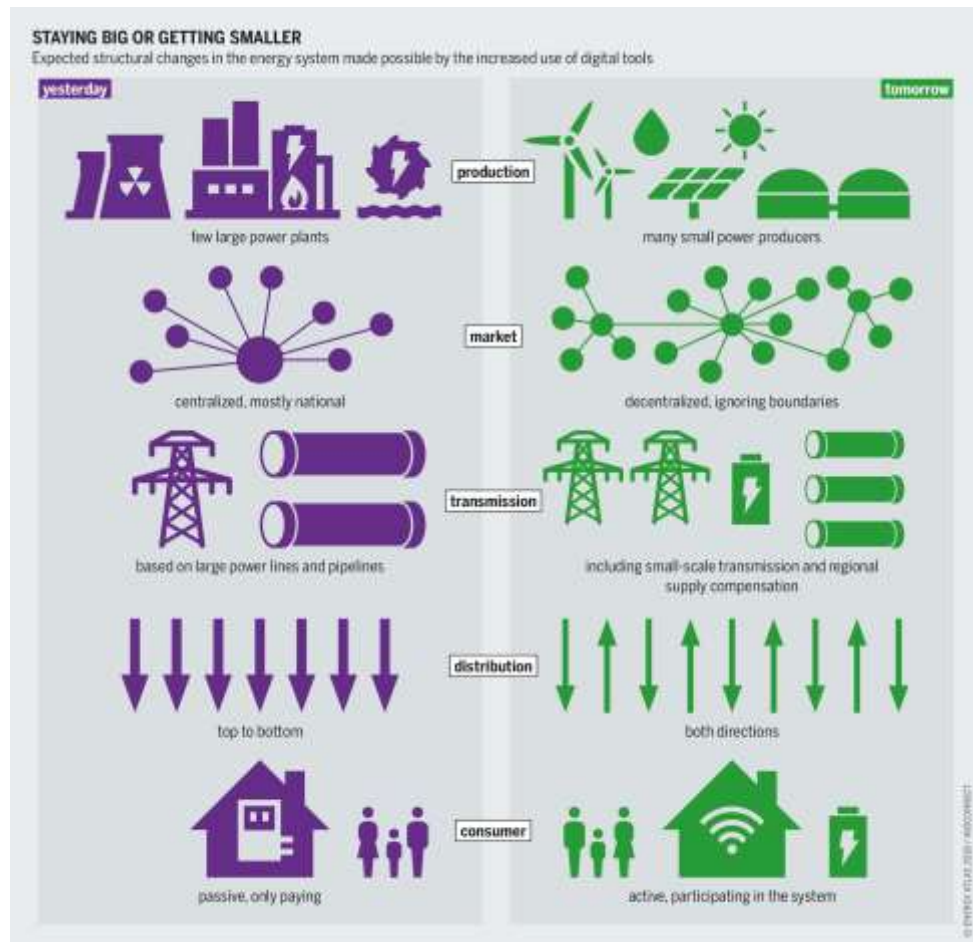 STAYING BIG OR GETTING SMALLER
Expected structural changes in the energy system made possible by the increased use of digital tools
yesterday
tomorrow
production
few large power plants
many small power producers
market
centralized, mostly national
decentralized, ignoring boundaries
transmission
based on large power lines and pipelines
including small-scale transmission and regional
supply compensation
distribution
top to bottom
both directions
consumer
passive, only paying
active, participating in the system